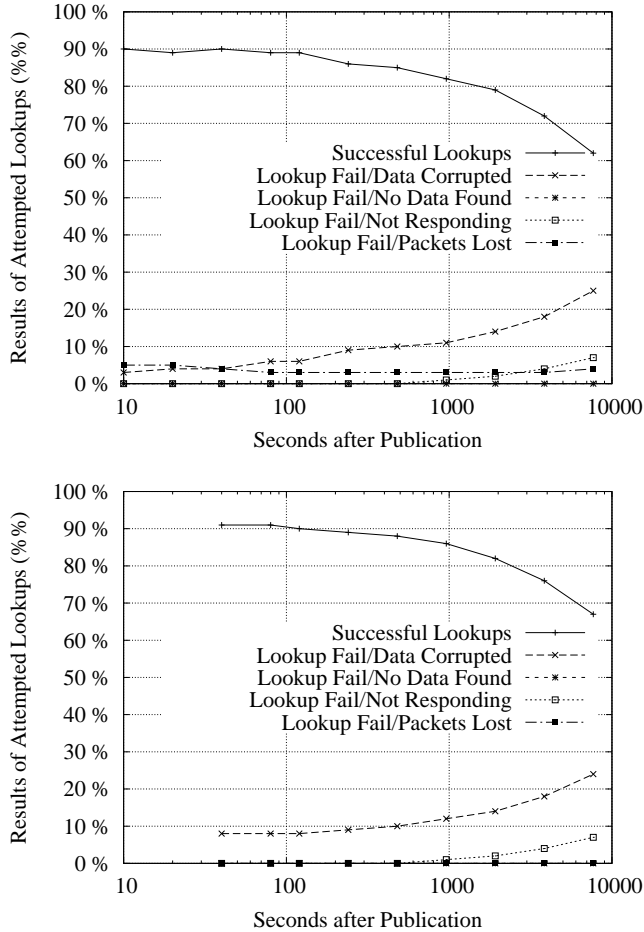 100 %
90 %
80 %
70 %
60 %
50 %
40 %
30 %
20 %
10 %
0 %
Results of Attempted Lookups (%%)
Successful Lookups
Lookup Fail/Data Corrupted
Lookup Fail/No Data Found
Lookup Fail/Not Responding
Lookup Fail/Packets Lost
10 100 1000 10000
Seconds after Publication
100 %
90 %
80 %
70 %
60 %
50 %
40 %
30 %
20 %
10 %
0 %
Results of Attempted Lookups (%%)
Successful Lookups
Lookup Fail/Data Corrupted
Lookup Fail/No Data Found
Lookup Fail/Not Responding
Lookup Fail/Packets Lost
10 100 1000 10000
Seconds after Publication